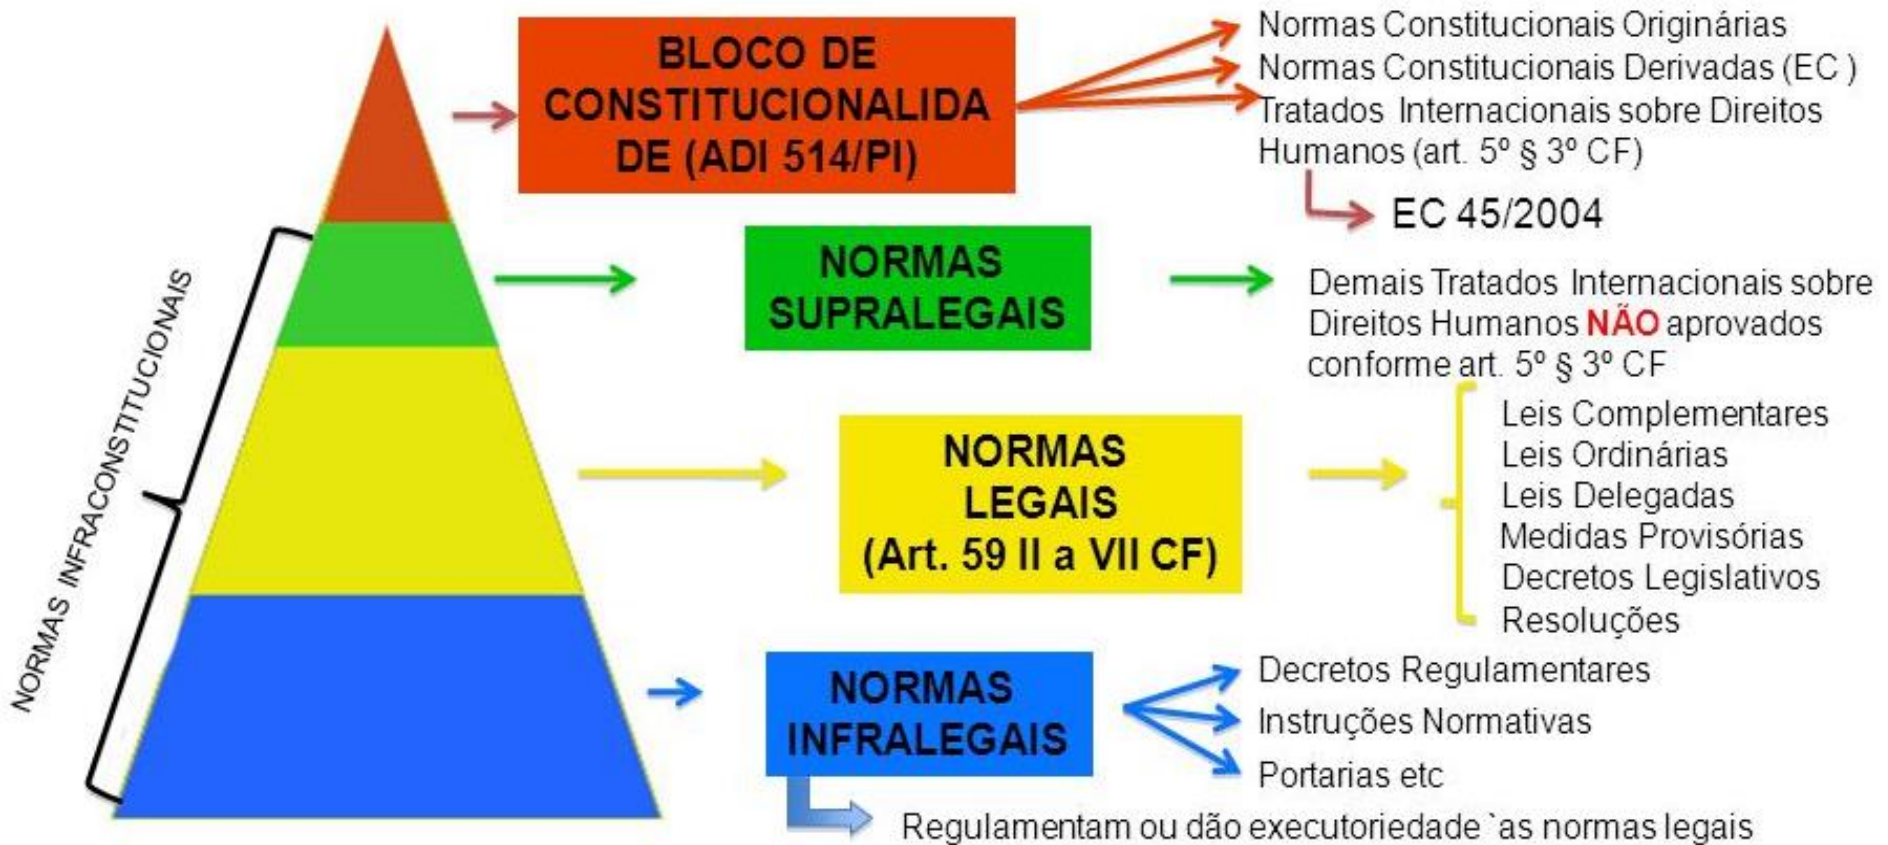 BLOCO DE
CONSTITUCIONALIDA
DE (ADI 514/PI)
Normas Constitucionais Originárias
Normas Constitucionais Derivadas (EC )
Tratados Internacionais sobre Direitos
Humanos (art. 5º § 3º CF)
EC 45/2004
NORMAS INFRACONSTITUCIONAIS
NORMAS
SUPRALEGAIS
Demais Tratados Internacionais sobre
Direitos Humanos NÃO aprovados
conforme art. 5º § 3º CF
NORMAS
LEGAIS
(Art. 59 II a VII CF)
Leis Complementares
Leis Ordinárias
Leis Delegadas
Medidas Provisórias
Decretos Legislativos
Resoluções
NORMAS
INFRALEGAIS
Decretos Regulamentares
Instruções Normativas
Portarias etc
Regulamentam ou dão executoriedade `as normas legais